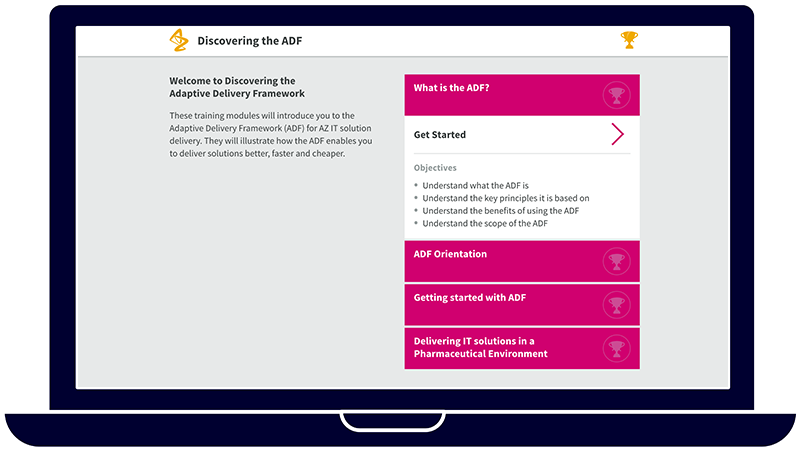 Discovering the ADF
Welcome to Discovering the
Adaptive Delivery Framework
These training modules will introduce you to the
Adaptive Delivery Framework (ADF) for AZ IT solution
delivery. They will illustrate how the ADF enables you
to deliver solutions better, faster and cheaper.
What is the ADF?
Get Started
Objectives
• Understand what the ADF is
• Understand the key principles it is based on
• Understand the benefits of using the ADF
• Understand the scope of the ADF
ADF Orientation
Getting started with ADF
Delivering IT solutions in a
Pharmaceutical Environment